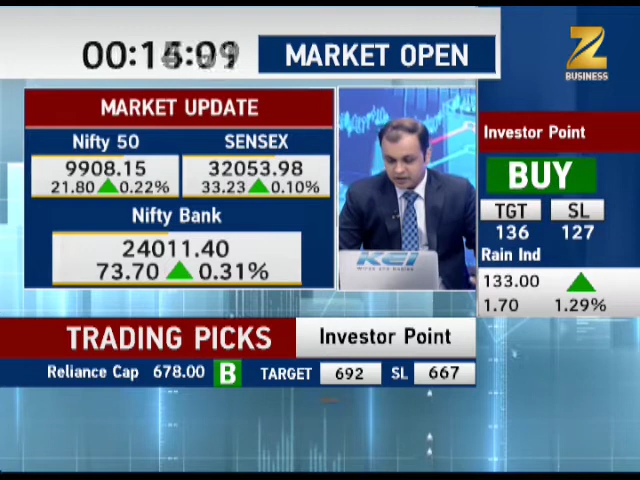 MARKET OPEN
Z
BUSINESS
MARKET UPDATE
Nifty 50
SENSEX
9908.15
32053.98
21.80 0.22%
33.23 0.10%
Nifty Bank
24011.40
73.70 0.31%
KEI
Investor Point
BUY
TGT SL
136 127
Rain Ind
133.00
1.70 1.29%
TRADING PICKS
Investor Point
Reliance Cap 678.00 B TARGET 692 SL 667